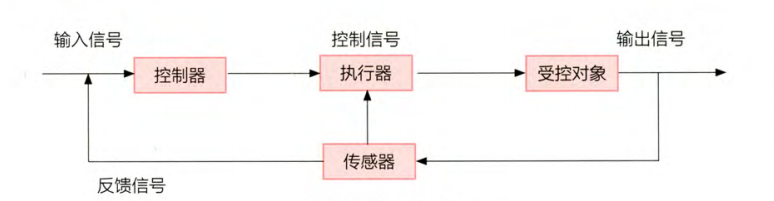 输入信号
控制信号
输出信号
控制器
执行器
受控对象
传感器
反馈信号